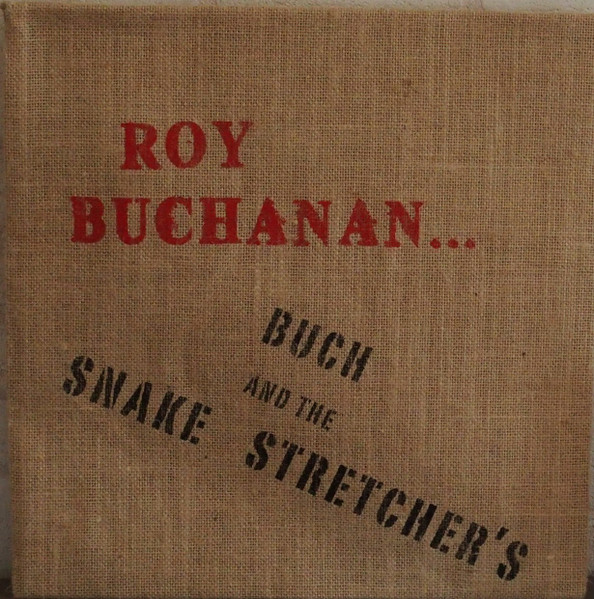 ROY
BUCHANAN...
BUCH
AND THE
SNAKE STRETCHER'S